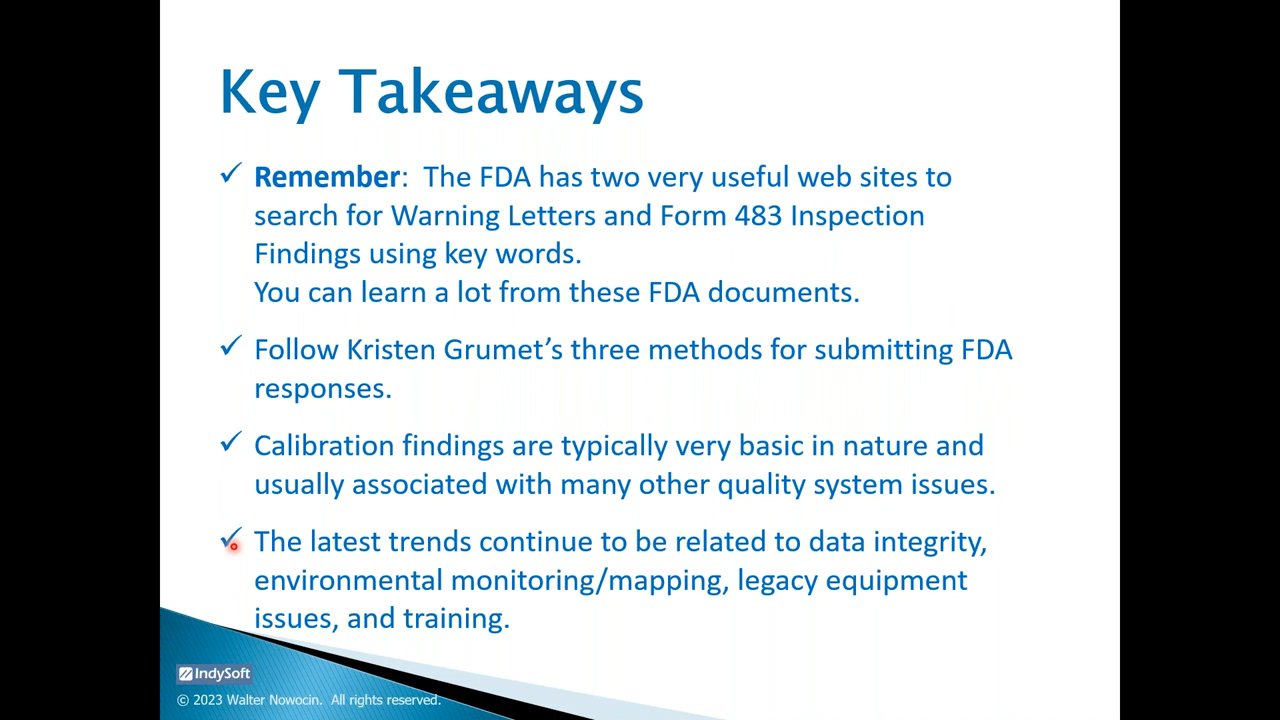 Key Takeaways
✓ Remember:  The FDA has two very useful web sites to
search for Warning Letters and Form 483 Inspection
Findings using key words.
You can learn a lot from these FDA documents.
✓ Follow Kristen Grumet’s three methods for submitting FDA
responses.
✓ Calibration findings are typically very basic in nature and
usually associated with many other quality system issues.
✓ The latest trends continue to be related to data integrity,
environmental monitoring/mapping, legacy equipment
issues, and training.
IndySoft
© 2023 Walter Nowocin.  All rights reserved.